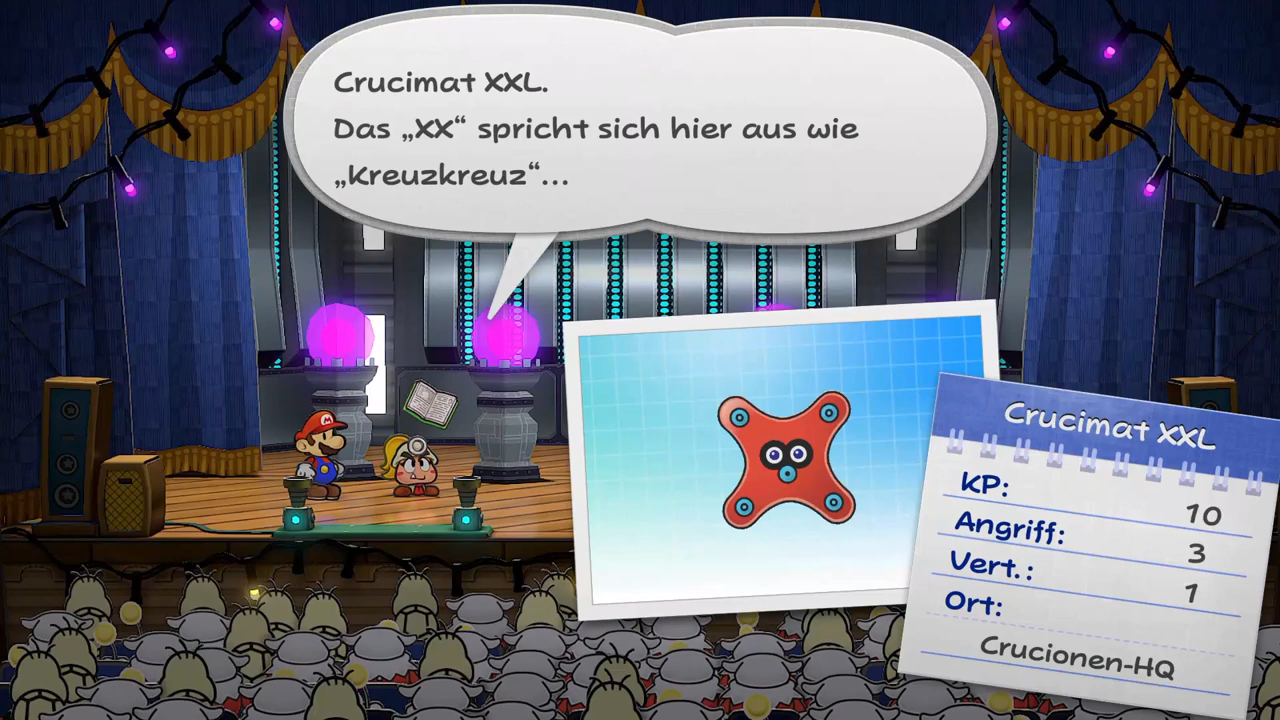 Crucimat XXL.
Das „XX“ spricht sich hier aus wie
„Kreuzkreuz“...
Crucimat XXL
KP:
10
Angriff:
3
Vert.:
1
Ort:
Crucionen-HQ